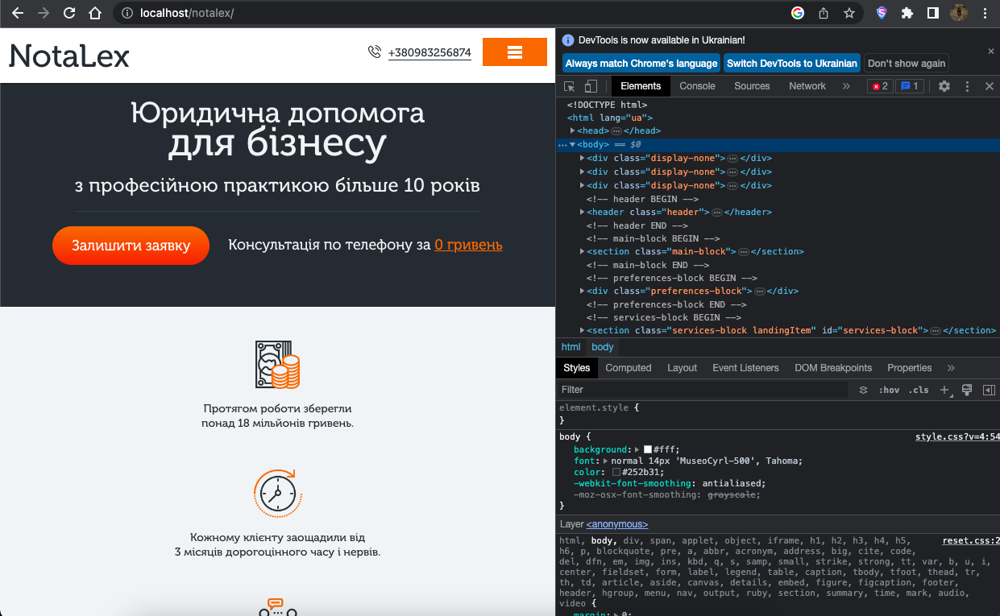 localhost/notalex/
NotaLex
+380983256874
Юридична допомога
для бізнесу
з професійною практикою більше 10 років
Залишити заявку
Консультація по телефону за 0 гривень
Протягом роботи зберегли
понад 18 мільйонів гривень.
Кожному клієнту заощадили від
3 місяців дорогоцінного часу і нервів.
DevTools is now available in Ukrainian!
Always match Chrome's language
Switch DevTools to Ukrainian
Don't show again
Elements Console Sources Network » 2 1
<!DOCTYPE html>
<html lang="ua">
<head>…</head>
<body> == $0
<div class="display-none">…</div>
<div class="display-none">…</div>
<div class="display-none">…</div>
<!-- header BEGIN -->
<header class="header">…</header>
<!-- header END -->
<!-- main-block BEGIN -->
<section class="main-block">…</section>
<!-- main-block END -->
<!-- preferences-block BEGIN -->
<div class="preferences-block">…</div>
<!-- preferences-block END -->
<!-- services-block BEGIN -->
<section class="services-block landingItem" id="services-block">…</section>
html body
Styles Computed Layout Event Listeners DOM Breakpoints Properties »
Filter :hov .cls +
element.style {
}
body { style.css?v=4:54
background: #fff;
font: normal 14px 'MuseoCyrl-500', Tahoma;
color: #252b31;
-webkit-font-smoothing: antialiased;
-moz-osx-font-smoothing: grayscale;
}
Layer <anonymous>
html, body, div, span, applet, object, iframe, h1, h2, h3, h4, h5, reset.css:2
h6, p, blockquote, pre, a, abbr, acronym, address, big, cite, code,
del, dfn, em, img, ins, kbd, q, s, samp, small, strike, strong, tt, var, b, u, i,
center, fieldset, form, label, legend, table, caption, tbody, tfoot, thead, tr,
th, td, article, aside, canvas, details, embed, figure, figcaption, footer,
header, hgroup, menu, nav, output, ruby, section, summary, time, mark, audio,
video {
margin: 0;